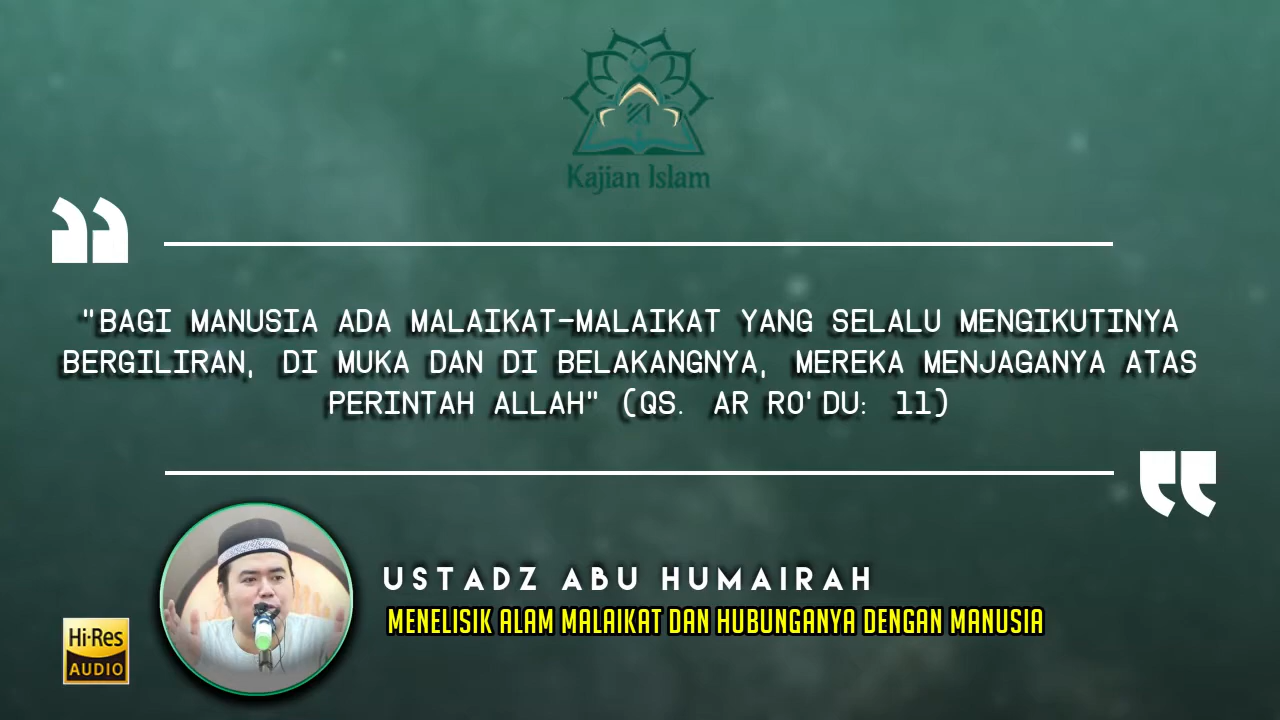 Kajian Islam
"BAGI MANUSIA ADA MALAIKAT-MALAIKAT YANG SELALU MENGIKUTINYA
BERGILIRAN, DI MUKA DAN DI BELAKANGNYA, MEREKA MENJAGANYA ATAS
PERINTAH ALLAH" (QS. AR RO'DU: 11)
USTADZ ABU HUMAIRAH
MENELISIK ALAM MALAIKAT DAN HUBUNGANYA DENGAN MANUSIA
Hi-Res
AUDIO